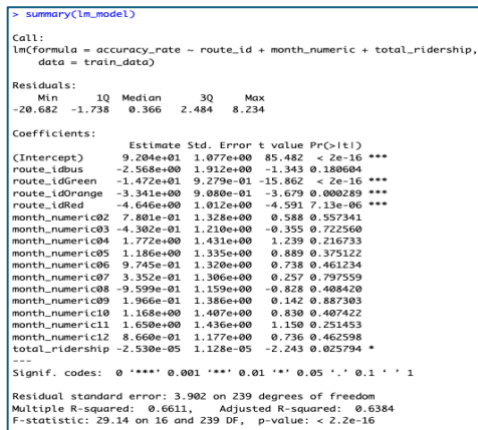 > summary(lm_model)
Call:
lm(formula = accuracy_rate ~ route_id + month_numeric + total_ridership,
data = train_data)
Residuals:
Min 1Q Median 3Q Max
-20.682 -1.738 0.366 2.484 8.234
Coefficients:
Estimate Std. Error t value Pr(>|t|)
(Intercept) 9.204e+01 1.077e+00 85.482 < 2e-16 ***
route_idbus -2.568e+00 1.912e+00 -1.343 0.180604
route_idGreen -1.472e+01 9.279e-01 -15.862 < 2e-16 ***
route_idOrange -3.341e+00 9.080e-01 -3.679 0.000289 ***
route_idRed -4.646e+00 1.012e+00 -4.591 7.13e-06 ***
month_numeric02 7.801e-01 1.328e+00 0.588 0.557341
month_numeric03 -4.302e-01 1.210e+00 -0.355 0.722560
month_numeric04 1.772e+00 1.431e+00 1.239 0.216733
month_numeric05 1.186e+00 1.335e+00 0.889 0.375122
month_numeric06 9.745e-01 1.320e+00 0.738 0.461234
month_numeric07 3.352e-01 1.306e+00 0.257 0.797559
month_numeric08 -9.599e-01 1.159e+00 -0.828 0.408420
month_numeric09 1.966e-01 1.386e+00 0.142 0.887303
month_numeric10 1.168e+00 1.407e+00 0.830 0.407422
month_numeric11 1.650e+00 1.436e+00 1.150 0.251453
month_numeric12 8.660e-01 1.177e+00 0.736 0.462598
total_ridership -2.530e-05 1.128e-05 -2.243 0.025794 *
---
Signif. codes: 0 '***' 0.001 '**' 0.01 '*' 0.05 '.' 0.1 ' ' 1
Residual standard error: 3.902 on 239 degrees of freedom
Multiple R-squared: 0.6611, Adjusted R-squared: 0.6384
F-statistic: 29.14 on 16 and 239 DF, p-value: < 2.2e-16